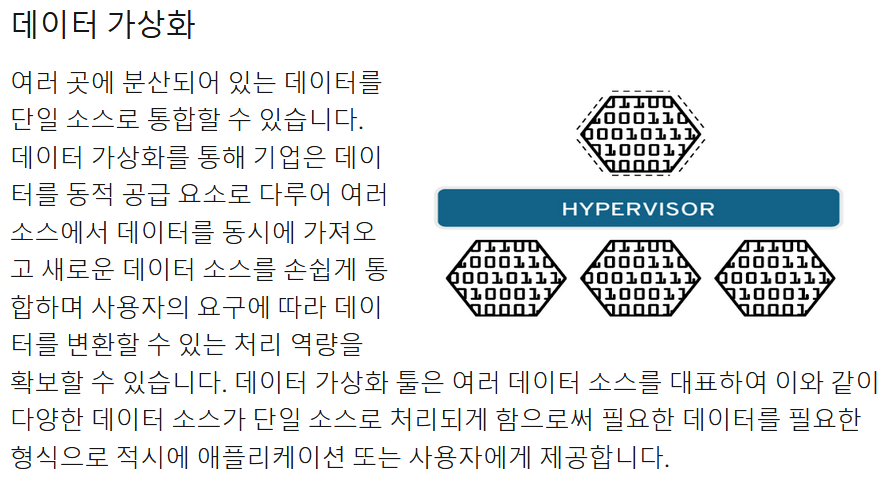 데이터 가상화
여러 곳에 분산되어 있는 데이터를
단일 소스로 통합할 수 있습니다.
데이터 가상화를 통해 기업은 데이
터를 동적 공급 요소로 다루어 여러
소스에서 데이터를 동시에 가져오
고 새로운 데이터 소스를 손쉽게 통
합하며 사용자의 요구에 따라 데이
터를 변환할 수 있는 처리 역량을
확보할 수 있습니다. 데이터 가상화 툴은 여러 데이터 소스를 대표하여 이와 같이
다양한 데이터 소스가 단일 소스로 처리되게 함으로써 필요한 데이터를 필요한
형식으로 적시에 애플리케이션 또는 사용자에게 제공합니다.
HYPERVISOR